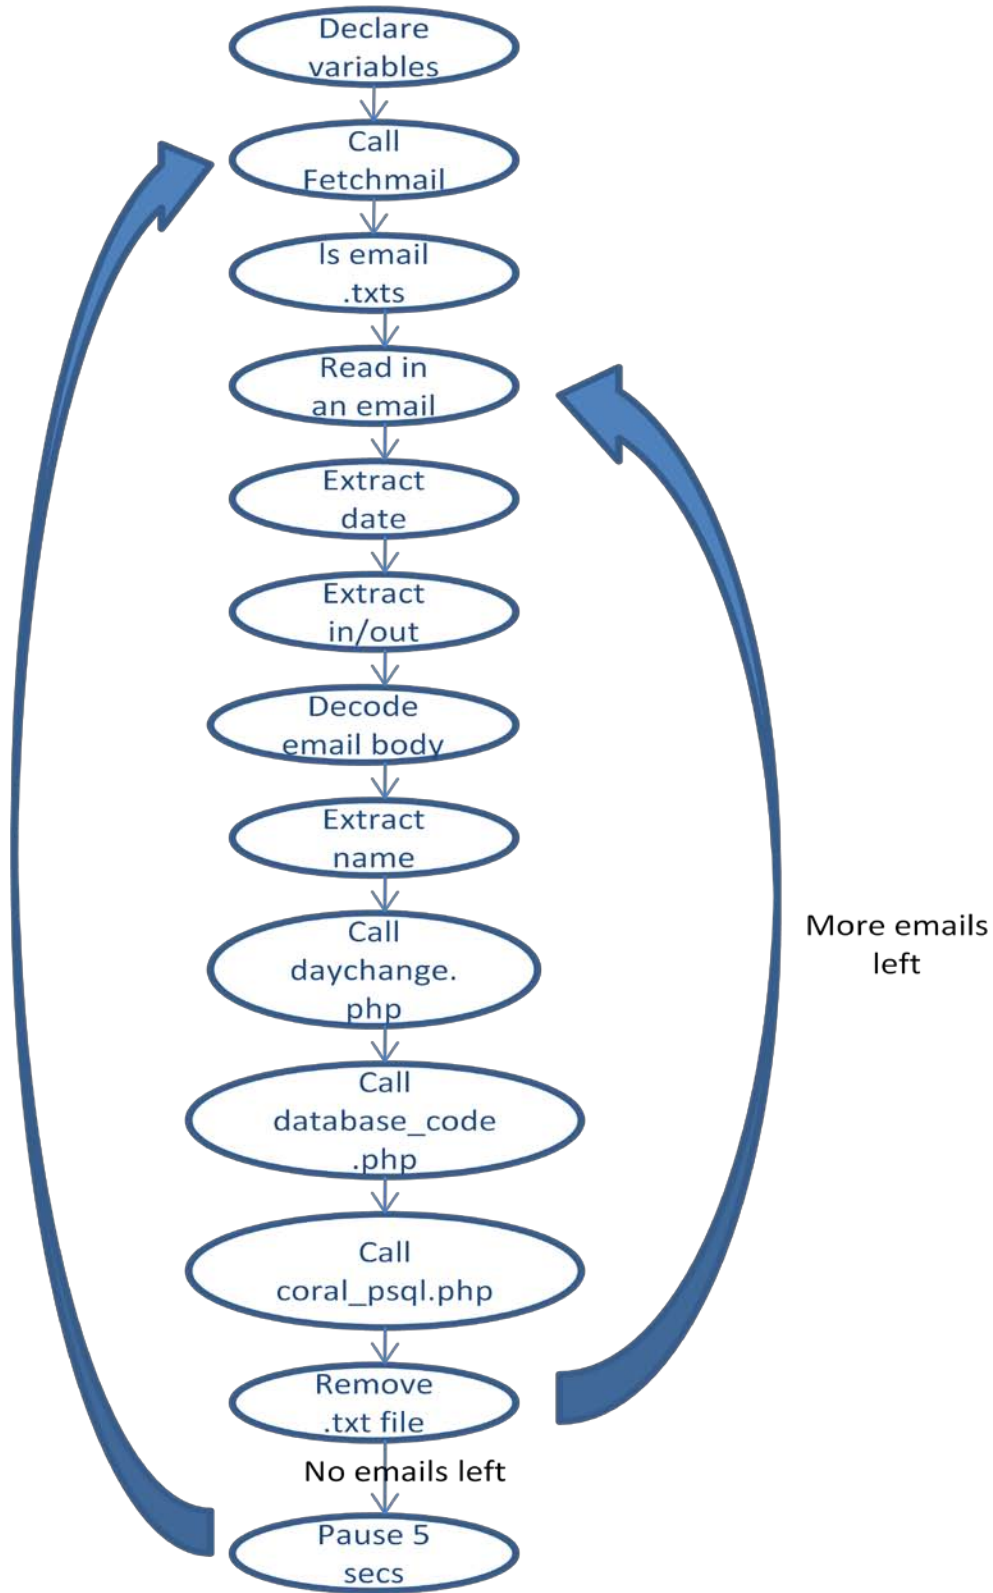 Declare
variables
Call
Fetchmail
ls email
.txts
Read in
an email
Extract
date
Extract
in/out
Decode
email body
Extract
name
Call
daychange.
php
More emails
left
Call
database_code
.php
Call
coral_psql.php
Remove
.txt file
No emails left
Pause 5
secs